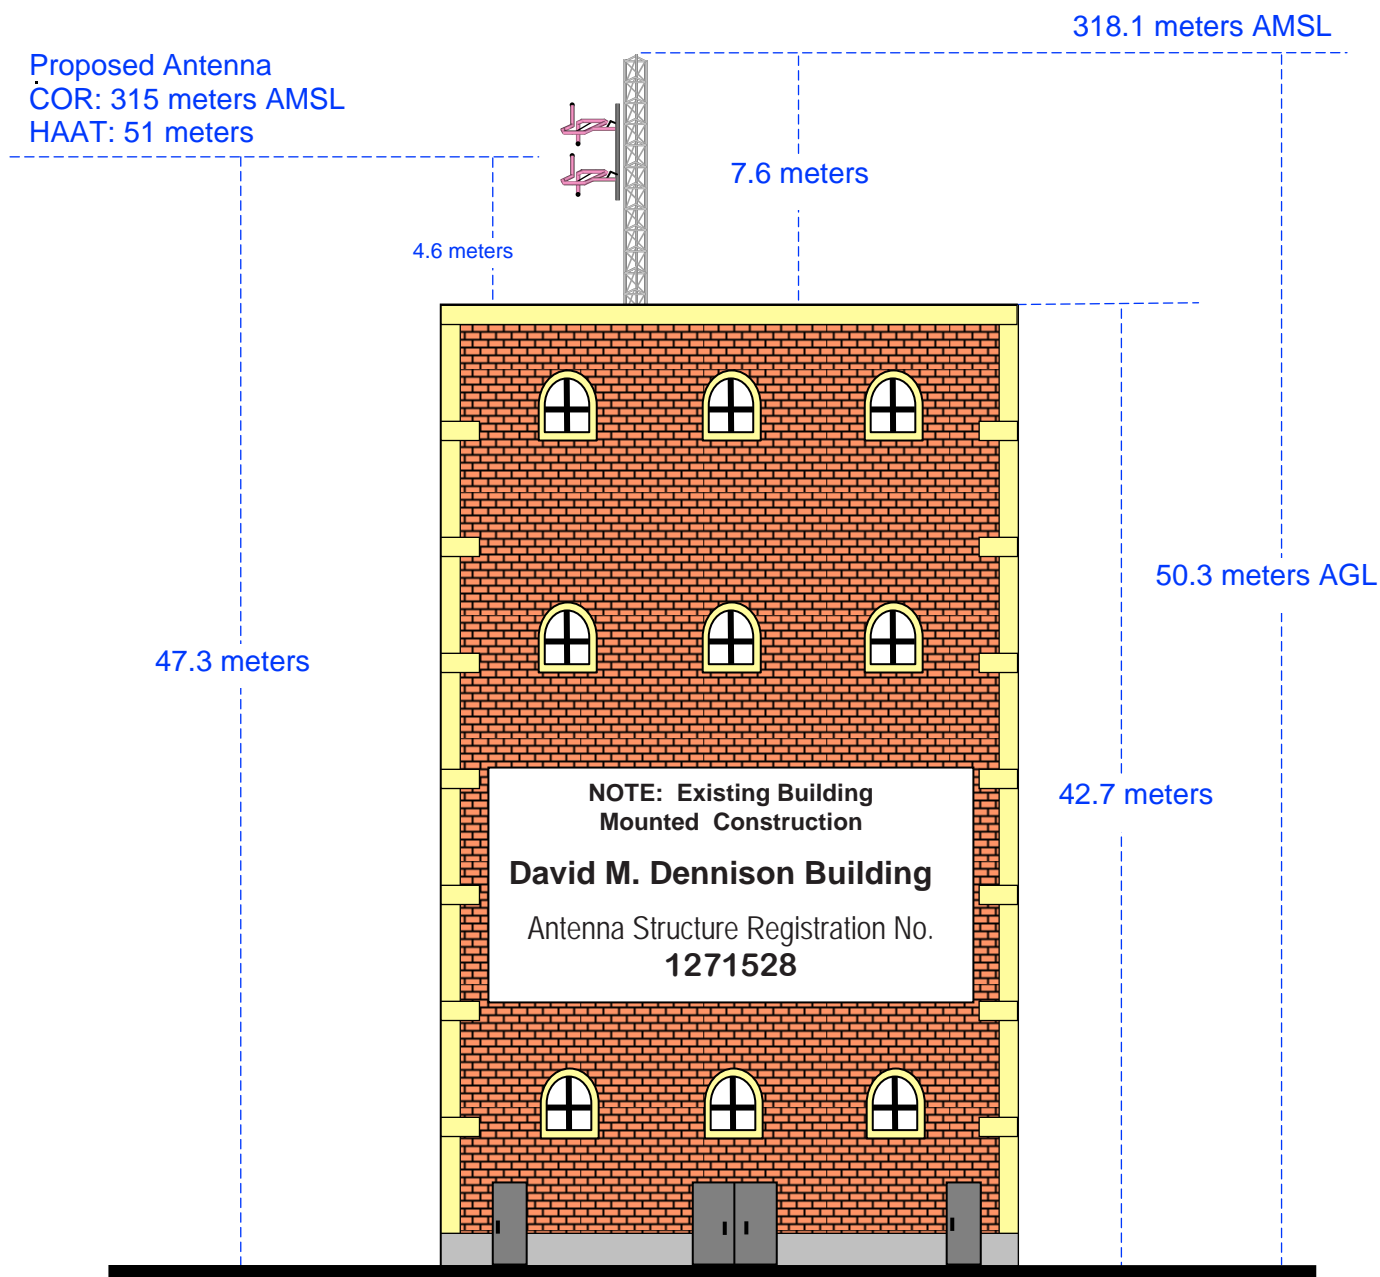 318.1 meters AMSL
Proposed Antenna
COR: 315 meters AMSL
HAAT: 51 meters
7.6 meters
4.6 meters
50.3 meters AGL
47.3 meters
42.7 meters
NOTE: Existing Building
Mounted Construction
David M. Dennison Building
Antenna Structure Registration No.
1271528